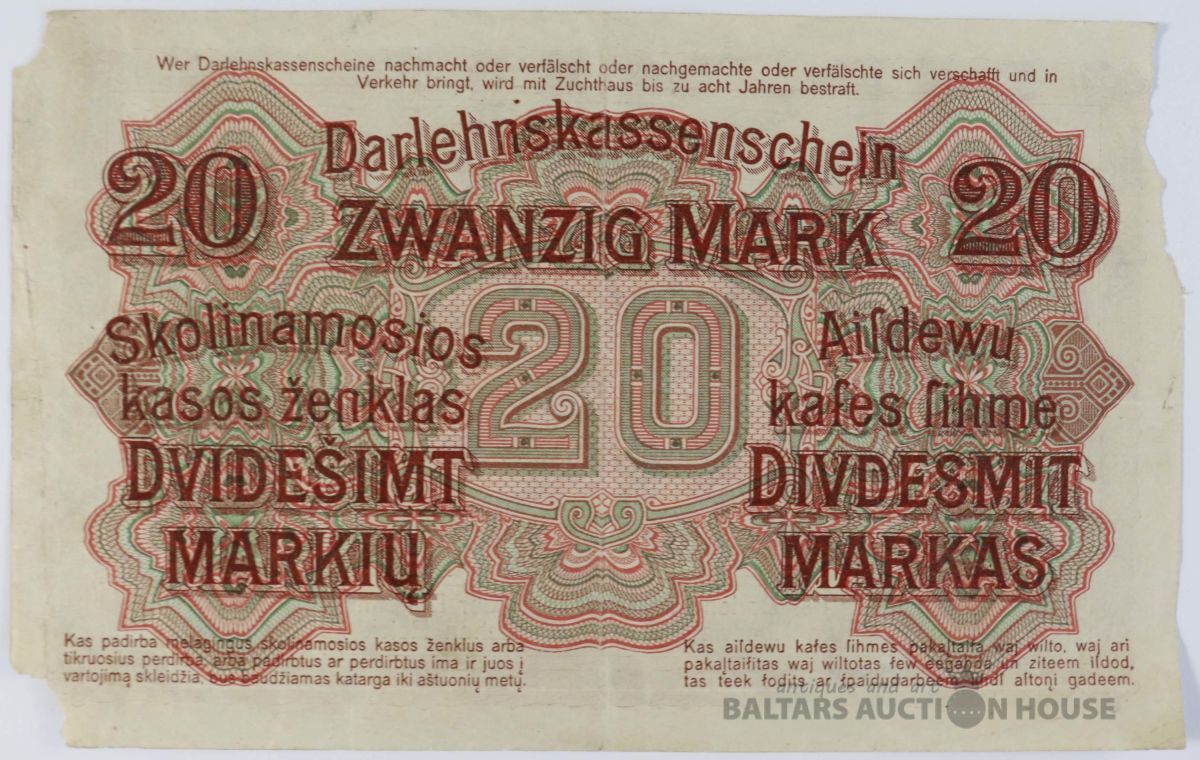 Wer Darlehnskassenscheine nachmacht oder verfälscht oder nachgemachte oder verfälschte sich verschafft und in
Verkehr bringt, wird mit Zuchthaus bis zu acht Jahren bestraft.
Darlehnskassenschein
20 ZWANZIG MARK 20
Skolinamosios
kasos ženklas
DVIDEŠIMT
MARKIŲ
20
Aiſdewu
kaſes ſihme
DIVDESMIT
MARKAS
Kas padirba melagingus skolinamosios kasos ženklus arba
tikruosius perdirba, arba padirbtus ar perdirbtus ima ir juos į
vartojimą skleidžia, bus baudžiamas katarga iki aštuonių metų.
Kas aiſdewu kaſes ſihmes pakaļtaiſa waj wilto, waj ari
pakaļtaiſitas waj wiltotas ſew eegahda un ziteem iſdod,
tas teek ſodits ar ſpaidudarbeem lihdſ aſtoņi gadeem.
antiques and art
BALTARS AUCTION HOUSE